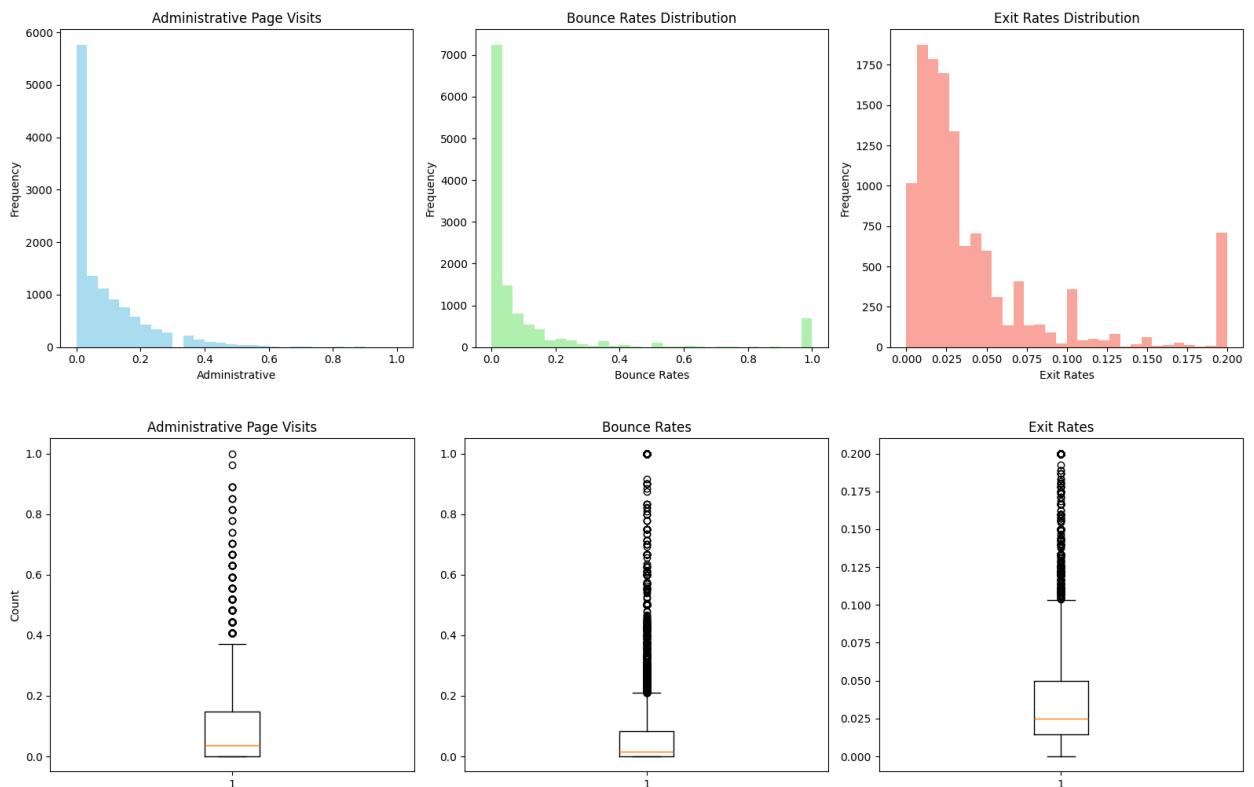 Administrative Page Visits
6000
5000
4000
3000
2000
1000
0
Frequency
0.0 0.2 0.4 0.6 0.8 1.0
Administrative
Bounce Rates Distribution
7000
6000
5000
4000
3000
2000
1000
0
Frequency
0.0 0.2 0.4 0.6 0.8 1.0
Bounce Rates
Exit Rates Distribution
1750
1500
1250
1000
750
500
250
0
Frequency
0.000 0.025 0.050 0.075 0.100 0.125 0.150 0.175 0.200
Exit Rates
Administrative Page Visits
1.0
0.8
0.6
0.4
0.2
0.0
Count
1
Bounce Rates
1.0
0.8
0.6
0.4
0.2
0.0
1
Exit Rates
0.200
0.175
0.150
0.125
0.100
0.075
0.050
0.025
0.000
1